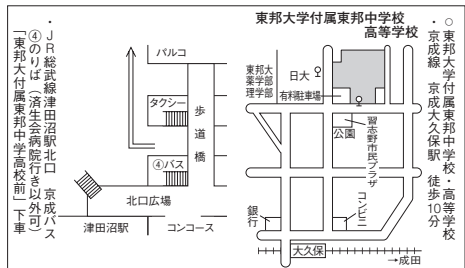 ○東邦大学付属東邦中学校・高等学校
・京成線 京成大久保駅 徒歩10分
東邦大学付属東邦中学校
高等学校
東邦大
薬学部
理学部
日大
有料駐車場
公園
習志野市民プラザ
銀行
コンビニ
大久保
→成田
パルコ
タクシー
歩道橋
④バス
北口広場
津田沼駅
コンコース
・JR総武線津田沼駅北口 京成バス
④のりば（済生会病院行き以外可）
「東邦大付属東邦中学高校前」下車